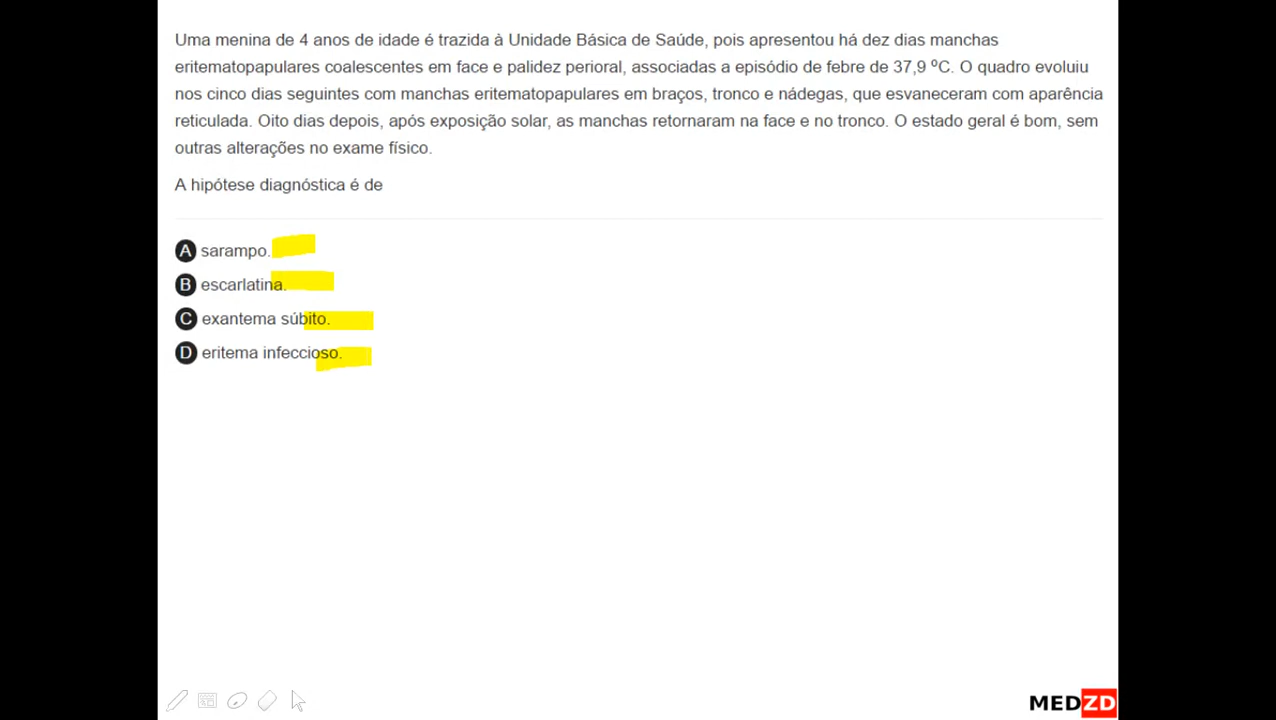 Uma menina de 4 anos de idade é trazida à Unidade Básica de Saúde, pois apresentou há dez dias manchas
eritematopapulares coalescentes em face e palidez perioral, associadas a episódio de febre de 37,9 ºC. O quadro evoluiu
nos cinco dias seguintes com manchas eritematopapulares em braços, tronco e nádegas, que esvaneceram com aparência
reticulada. Oito dias depois, após exposição solar, as manchas retornaram na face e no tronco. O estado geral é bom, sem
outras alterações no exame físico.
A hipótese diagnóstica é de
A sarampo.
B escarlatina.
C exantema súbito.
D eritema infeccioso.
MEDZD